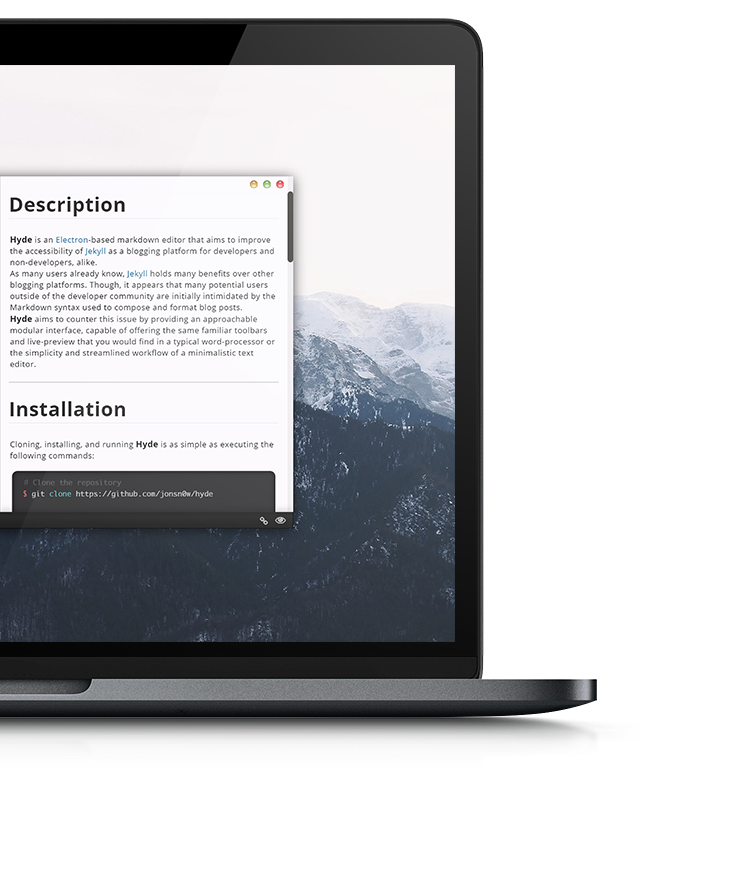 Description
Hyde is an Electron-based markdown editor that aims to improve
the accessibility of Jekyll as a blogging platform for developers and
non-developers, alike.
As many users already know, Jekyll holds many benefits over other
blogging platforms. Though, it appears that many potential users
outside of the developer community are initially intimidated by the
Markdown syntax used to compose and format blog posts.
Hyde aims to counter this issue by providing an approachable
modular interface, capable of offering the same familiar toolbars
and live-preview that you would find in a typical word-processor or
the simplicity and streamlined workflow of a minimalistic text
editor.
Installation
Cloning, installing, and running Hyde is as simple as executing the
following commands:
# Clone the repository
$ git clone https://github.com/jonsn0w/hyde